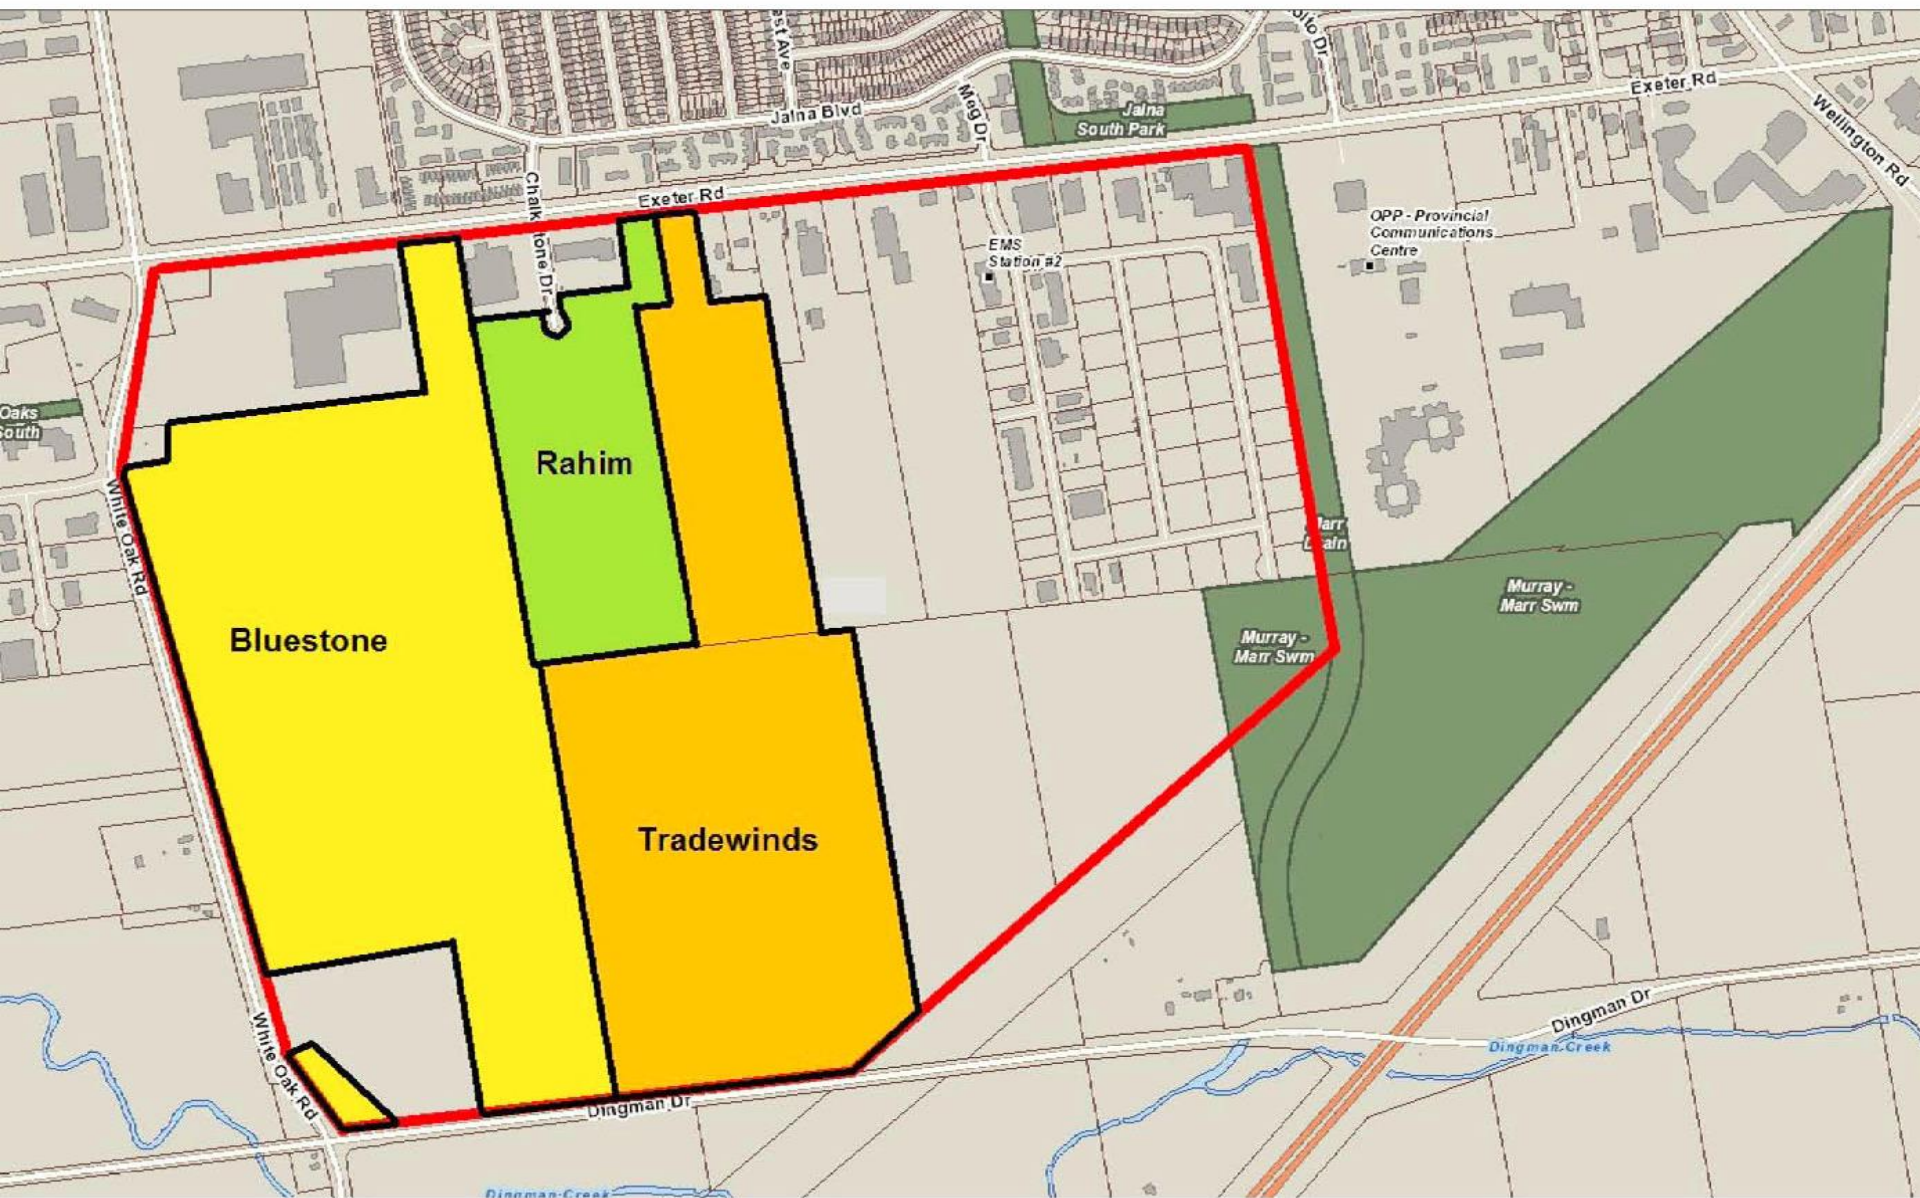 Jalna Blvd
Meg Dr
Jalna
South Park
Exeter Rd
Wellington Rd
Exeter Rd
OPP - Provincial
Communications
Centre
EMS
Station #2
Oaks
South
Rahim
White Oak Rd
Bluestone
Murray -
Marr Swm
Murray -
Marr Swm
Tradewinds
White Oak Rd
Dingman Dr
Dingman Dr
Dingman Creek
Dingman Creek